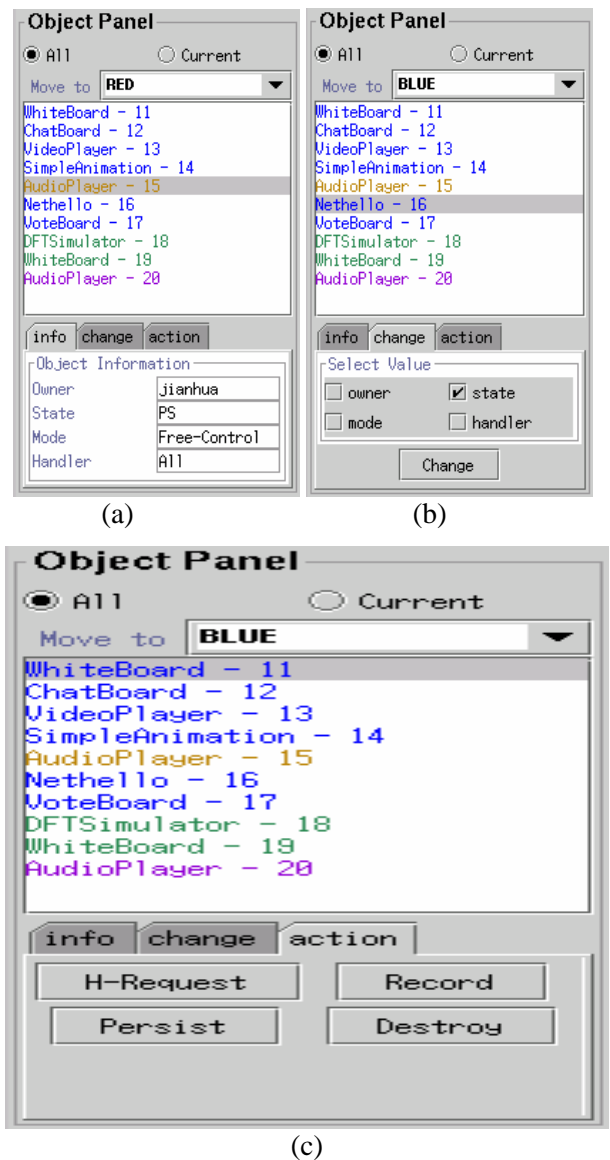 Object Panel
All Current
Move to RED
WhiteBoard - 11
ChatBoard - 12
VideoPlayer - 13
SimpleAnimation - 14
AudioPlayer - 15
Nethello - 16
VoteBoard - 17
DFTSimulator - 18
WhiteBoard - 19
AudioPlayer - 20
info change action
Object Information
Owner jianhua
State PS
Mode Free-Control
Handler All
(a)
Object Panel
All Current
Move to BLUE
WhiteBoard - 11
ChatBoard - 12
VideoPlayer - 13
SimpleAnimation - 14
AudioPlayer - 15
Nethello - 16
VoteBoard - 17
DFTSimulator - 18
WhiteBoard - 19
AudioPlayer - 20
info change action
Select Value
owner state
mode handler
Change
(b)
Object Panel
All Current
Move to BLUE
WhiteBoard - 11
ChatBoard - 12
VideoPlayer - 13
SimpleAnimation - 14
AudioPlayer - 15
Nethello - 16
VoteBoard - 17
DFTSimulator - 18
WhiteBoard - 19
AudioPlayer - 20
info change action
H-Request Record
Persist Destroy
(c)